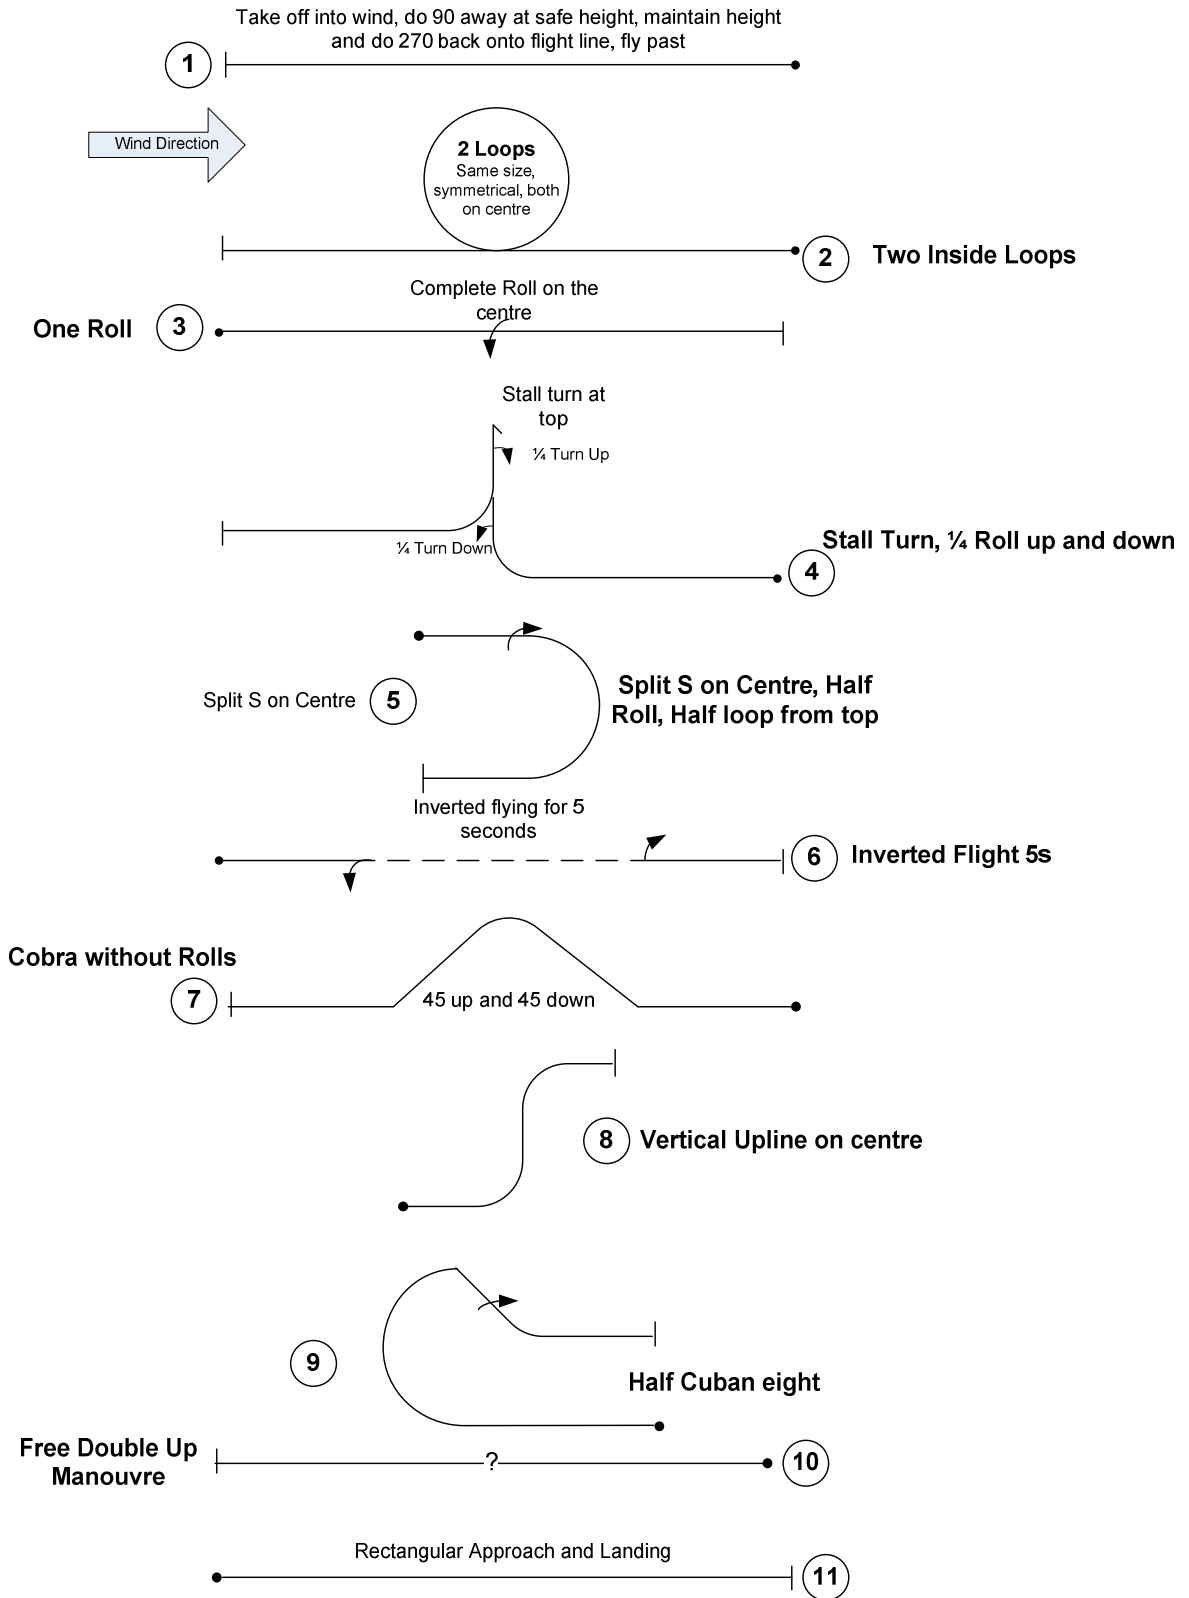 Take off into wind, do 90 away at safe height, maintain height
and do 270 back onto flight line, fly past
1
Wind Direction
2 Loops
Same size,
symmetrical, both
on centre
2
Two Inside Loops
Complete Roll on the
centre
One Roll
3
Stall turn at
top
¼ Turn Up
¼ Turn Down
Stall Turn, ¼ Roll up and down
4
Split S on Centre
5
Split S on Centre, Half
Roll, Half loop from top
Inverted flying for 5
seconds
6
Inverted Flight 5s
Cobra without Rolls
7
45 up and 45 down
8
Vertical Upline on centre
9
Half Cuban eight
Free Double Up
Manouvre
?
10
Rectangular Approach and Landing
11